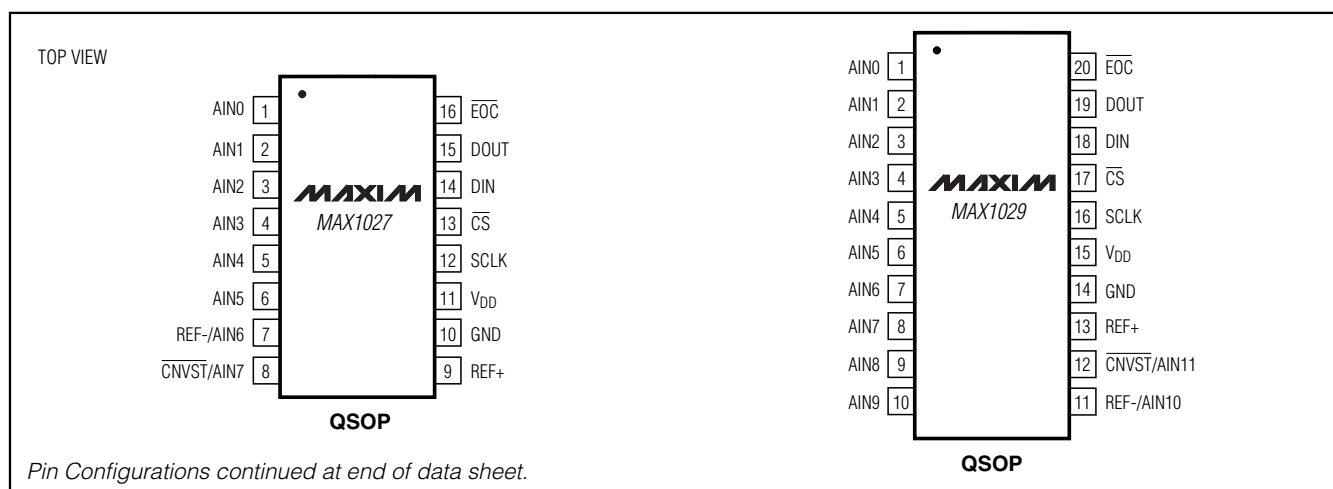 TOP VIEW
AIN0 1
AIN1 2
AIN2 3
AIN3 4
AIN4 5
AIN5 6
REF-/AIN6 7
CNVST/AIN7 8
MAXIM
MAX1027
16 EOC
15 DOUT
14 DIN
13 CS
12 SCLK
11 VDD
10 GND
9 REF+
QSOP
AIN0 1
AIN1 2
AIN2 3
AIN3 4
AIN4 5
AIN5 6
AIN6 7
AIN7 8
AIN8 9
AIN9 10
MAXIM
MAX1029
20 EOC
19 DOUT
18 DIN
17 CS
16 SCLK
15 VDD
14 GND
13 REF+
12 CNVST/AIN11
11 REF-/AIN10
QSOP
Pin Configurations continued at end of data sheet.